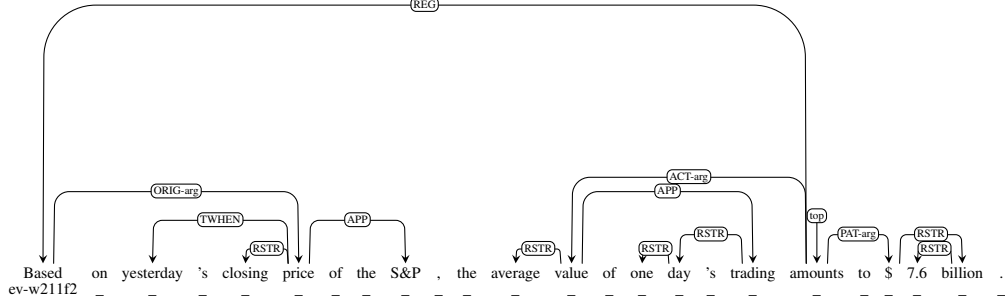 REG
ORIG-arg
ACT-arg
APP
TWHEN
APP
top
RSTR
RSTR
RSTR
RSTR
PAT-arg
RSTR
RSTR
Based on yesterday 's closing price of the S&P , the average value of one day 's trading amounts to $ 7.6 billion .
ev-w211f2 _ _ _ _ _ _ _ _ _ _ _ _ _ _ _ _ _ _ _ _ _ _ _